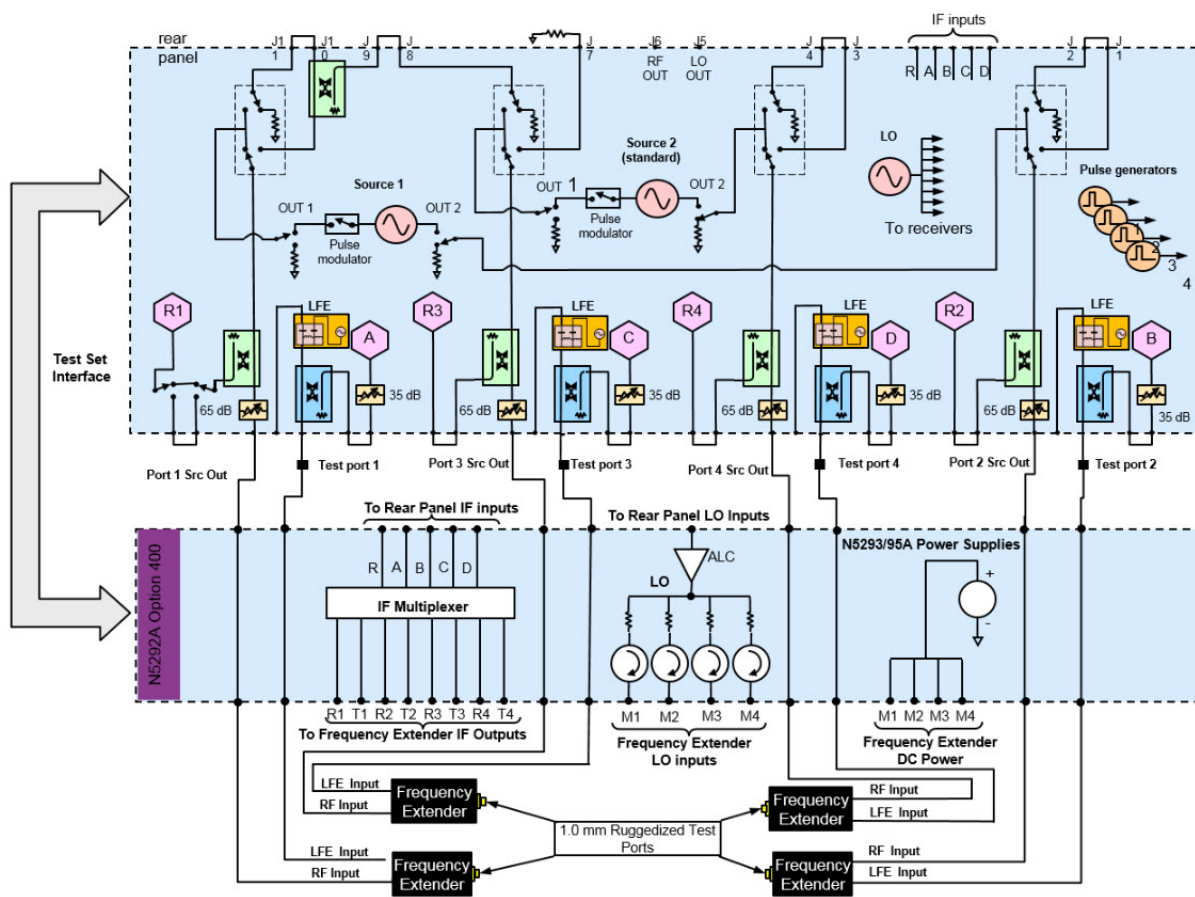 rear
panel
J1
1
J1
0
J
9
J
8
7
J6
RF
OUT
J5
LO
OUT
J
4
J
3
IF inputs
R
A
B
C
D
J
2
J
1
Source 1
OUT 1
OUT 2
Pulse
modulator
Source 2
(standard)
OUT 1
OUT 2
Pulse
modulator
LO
To receivers
Pulse generators
1
2
3
4
Test Set
Interface
R1
LFE
A
R3
LFE
C
R4
LFE
D
R2
LFE
B
65 dB
35 dB
65 dB
35 dB
65 dB
35 dB
65 dB
35 dB
Port 1 Src Out
Test port 1
Port 3 Src Out
Test port 3
Port 4 Src Out
Test port 4
Port 2 Src Out
Test port 2
N5292A Option 400
To Rear Panel IF inputs
R
A
B
C
D
IF Multiplexer
R1 T1 R2 T2 R3 T3 R4 T4
To Frequency Extender IF Outputs
To Rear Panel LO Inputs
ALC
LO
M1 M2 M3 M4
Frequency Extender
LO inputs
N5293/95A Power Supplies
+
-
M1 M2 M3 M4
Frequency Extender
DC Power
LFE Input
RF Input
Frequency
Extender
LFE Input
RF Input
Frequency
Extender
1.0 mm Ruggedized Test
Ports
Frequency
Extender
RF Input
LFE Input
Frequency
Extender
RF Input
LFE Input